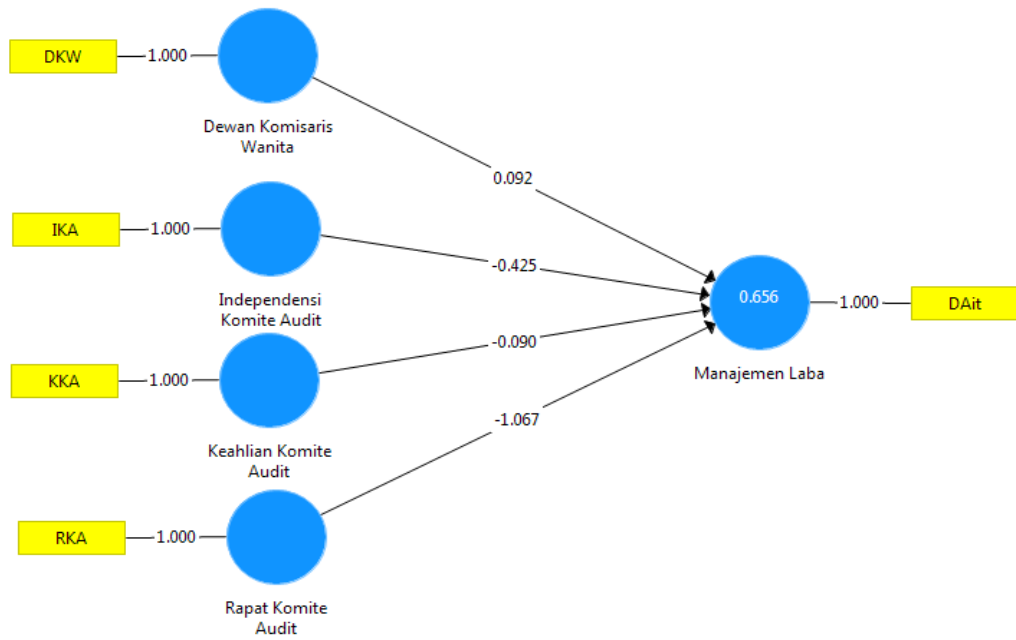 DKW
1.000
Dewan Komisaris
Wanita
0.092
IKA
1.000
Independensi
Komite Audit
-0.425
KKA
1.000
Keahlian Komite
Audit
-0.090
RKA
1.000
Rapat Komite
Audit
-1.067
0.656
Manajemen Laba
1.000
DAit